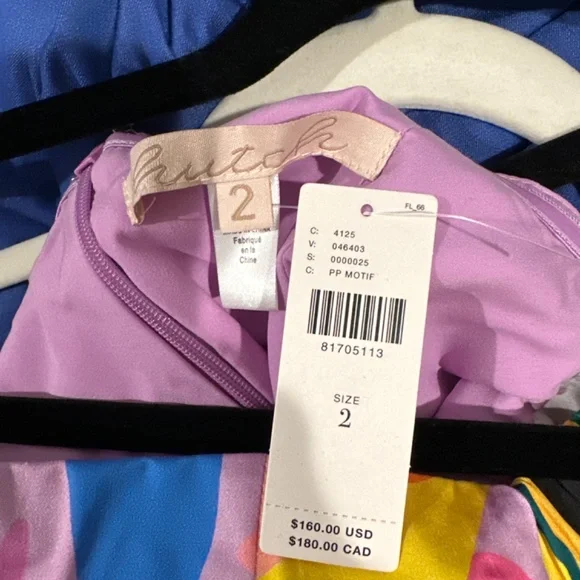 hutch
2
Fabriqué
en la
Chine
FL_66
C: 4125
V: 046403
S: 0000025
C: PP MOTIF
81705113
SIZE
2
$160.00 USD
$180.00 CAD